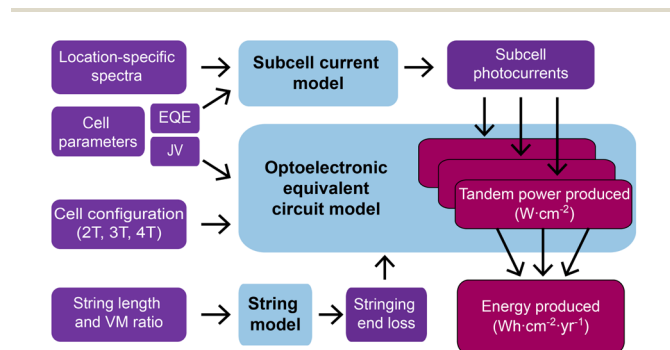 Location-specific
spectra
Subcell current
model
Subcell
photocurrents
Cell
parameters
EQE
JV
Optoelectronic
equivalent
circuit model
Tandem power produced
(W·cm⁻²)
Cell configuration
(2T, 3T, 4T)
String length
and VM ratio
String
model
Stringing
end loss
Energy produced
(Wh·cm⁻²·yr⁻¹)